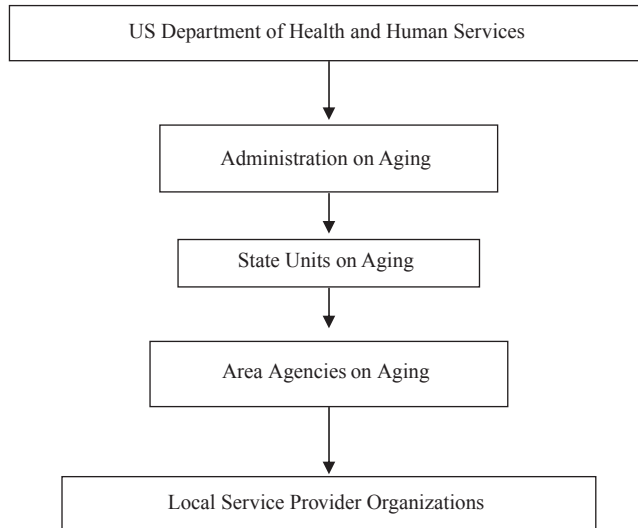 US Department of Health and Human Services
Administration on Aging
State Units on Aging
Area Agencies on Aging
Local Service Provider Organizations